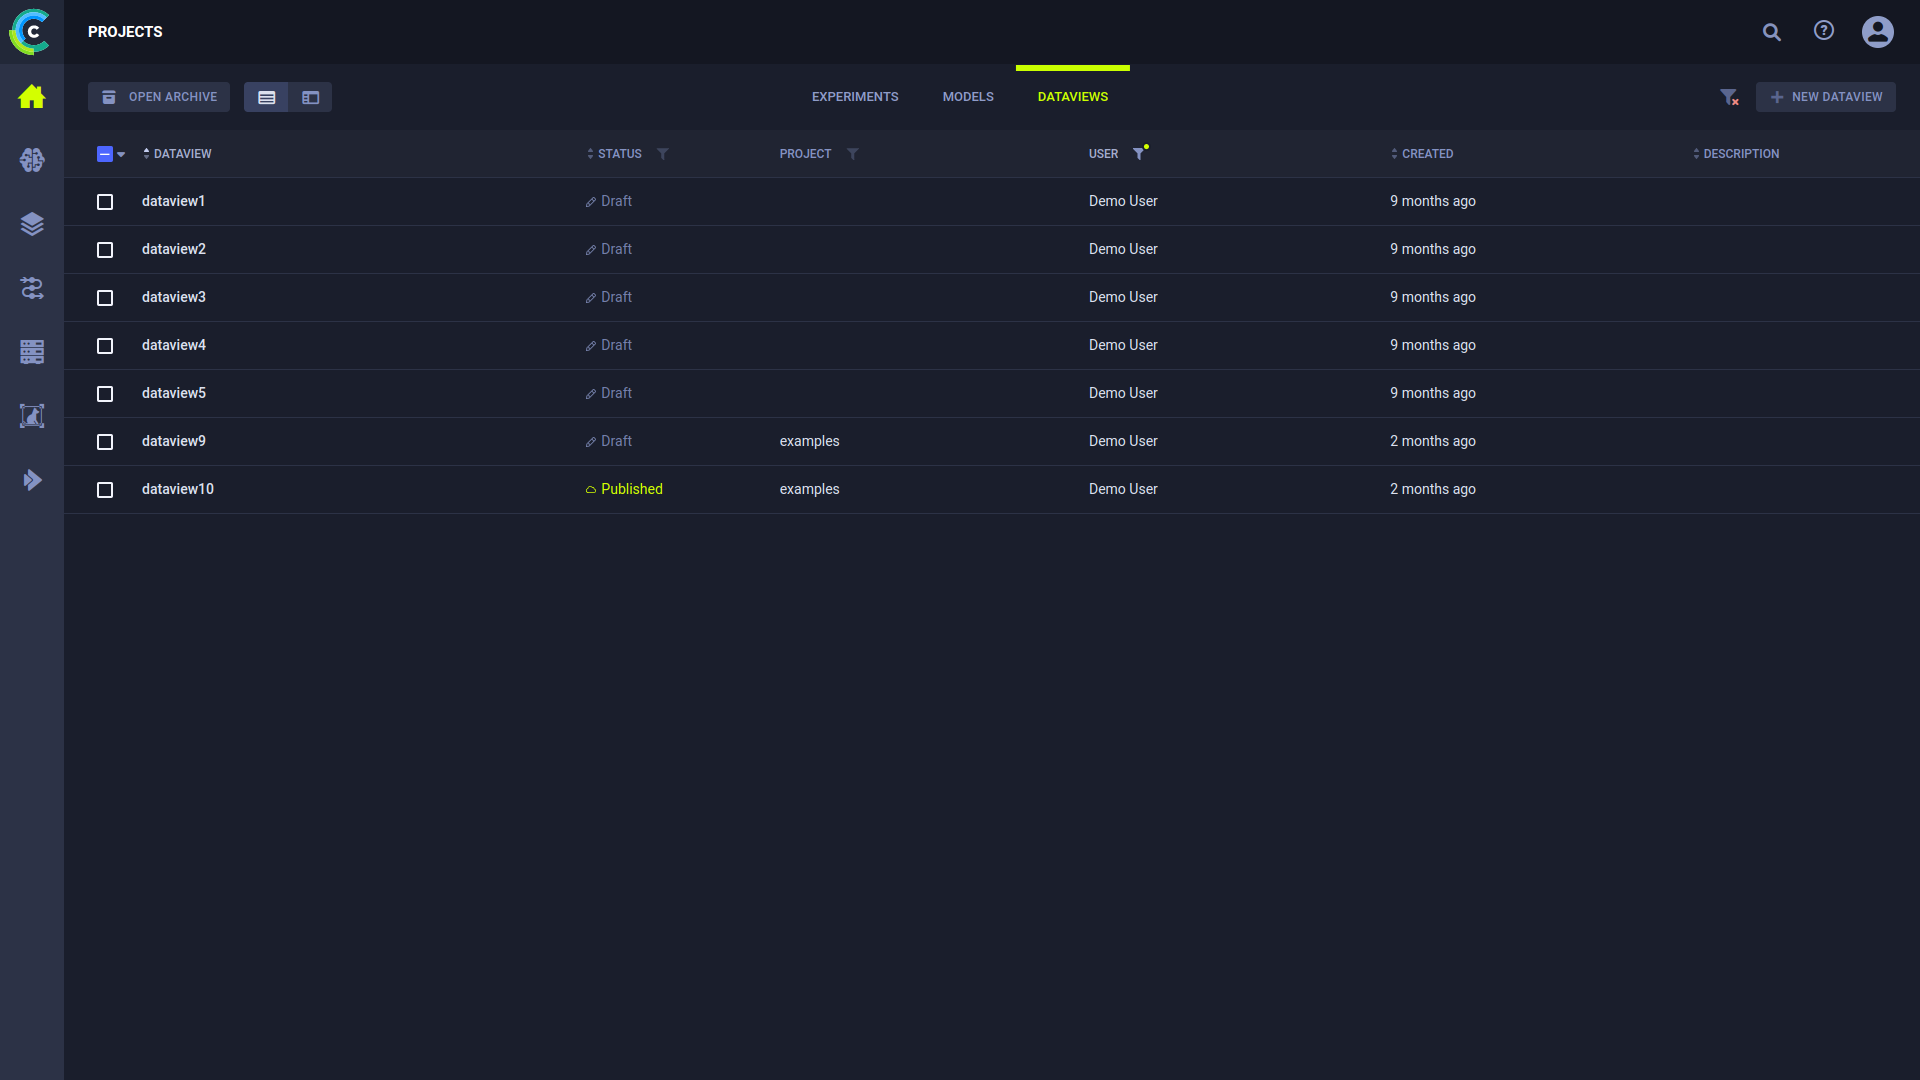 PROJECTS
OPEN ARCHIVE EXPERIMENTS MODELS DATAVIEWS NEW DATAVIEW
DATAVIEW STATUS PROJECT USER CREATED DESCRIPTION
dataview1 Draft Demo User 9 months ago
dataview2 Draft Demo User 9 months ago
dataview3 Draft Demo User 9 months ago
dataview4 Draft Demo User 9 months ago
dataview5 Draft Demo User 9 months ago
dataview9 Draft examples Demo User 2 months ago
dataview10 Published examples Demo User 2 months ago